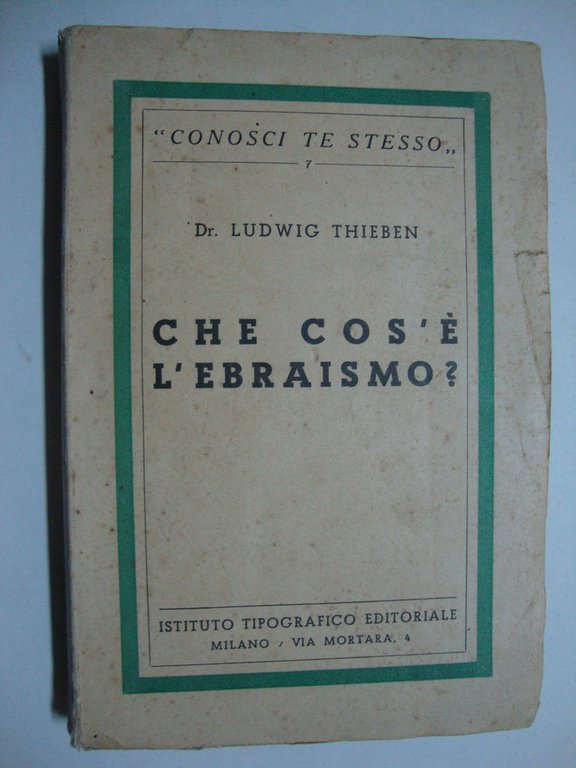 “CONOSCI TE STESSO„
7
Dr. LUDWIG THIEBEN
CHE COS'È
L'EBRAISMO?
ISTITUTO TIPOGRAFICO EDITORIALE
MILANO / VIA MORTARA, 4